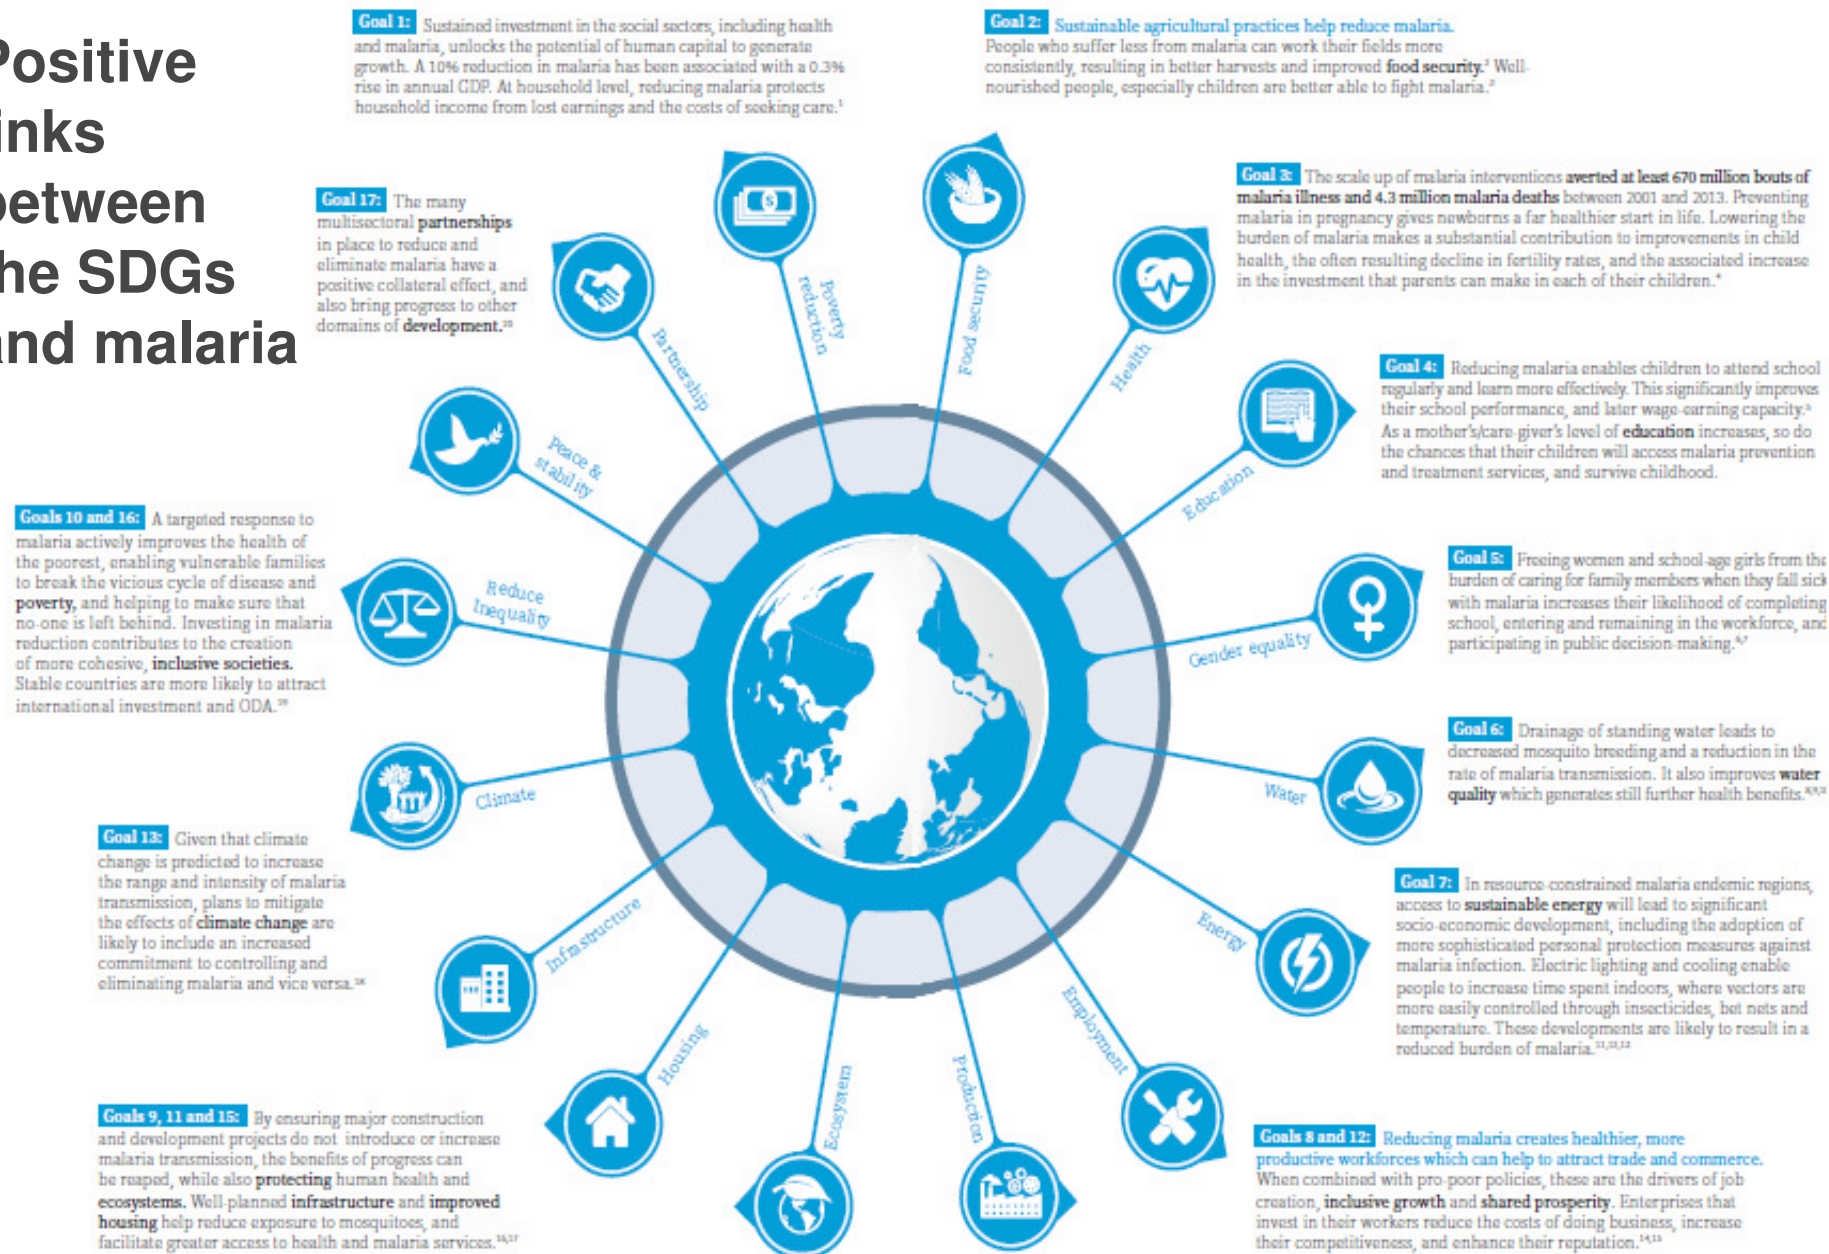 Positive
links
between
the SDGs
and malaria
Goal 1: Sustained investment in the social sectors, including health
and malaria, unlocks the potential of human capital to generate
growth. A 10% reduction in malaria has been associated with a 0.3%
rise in annual GDP. At household level, reducing malaria protects
household income from lost earnings and the costs of seeking care.¹
Goal 2: Sustainable agricultural practices help reduce malaria.
People who suffer less from malaria can work their fields more
consistently, resulting in better harvests and improved food security.² Well-
nourished people, especially children are better able to fight malaria.³
Goal 3: The scale up of malaria interventions averted at least 670 million bouts of
malaria illness and 4.3 million malaria deaths between 2001 and 2013. Preventing
malaria in pregnancy gives newborns a far healthier start in life. Lowering the
burden of malaria makes a substantial contribution to improvements in child
health, the often resulting decline in fertility rates, and the associated increase
in the investment that parents can make in each of their children.⁴
Goal 4: Reducing malaria enables children to attend school
regularly and learn more effectively. This significantly improves
their school performance, and later wage-earning capacity.⁵
As a mother's/care-giver's level of education increases, so do
the chances that their children will access malaria prevention
and treatment services, and survive childhood.
Goal 5: Freeing women and school-age girls from the
burden of caring for family members when they fall sick
with malaria increases their likelihood of completing
school, entering and remaining in the workforce, and
participating in public decision-making.⁶,⁷
Goal 6: Drainage of standing water leads to
decreased mosquito breeding and a reduction in the
rate of malaria transmission. It also improves water
quality which generates still further health benefits.
Goal 7: In resource-constrained malaria endemic regions,
access to sustainable energy will lead to significant
socio-economic development, including the adoption of
more sophisticated personal protection measures against
malaria infection. Electric lighting and cooling enable
people to increase time spent indoors, where vectors are
more easily controlled through insecticides, bet nets and
temperature. These developments are likely to result in a
reduced burden of malaria.
Goals 8 and 12: Reducing malaria creates healthier, more
productive workforces which can help to attract trade and commerce.
When combined with pro-poor policies, these are the drivers of job
creation, inclusive growth and shared prosperity. Enterprises that
invest in their workers reduce the costs of doing business, increase
their competitiveness, and enhance their reputation.¹⁴,¹⁵
Goals 9, 11 and 15: By ensuring major construction
and development projects do not introduce or increase
malaria transmission, the benefits of progress can
be reaped, while also protecting human health and
ecosystems. Well-planned infrastructure and improved
housing help reduce exposure to mosquitoes, and
facilitate greater access to health and malaria services.¹⁶,¹⁷
Goal 13: Given that climate
change is predicted to increase
the range and intensity of malaria
transmission, plans to mitigate
the effects of climate change are
likely to include an increased
commitment to controlling and
eliminating malaria and vice versa.¹⁸
Goals 10 and 16: A targeted response to
malaria actively improves the health of
the poorest, enabling vulnerable families
to break the vicious cycle of disease and
poverty, and helping to make sure that
no-one is left behind. Investing in malaria
reduction contributes to the creation
of more cohesive, inclusive societies.
Stable countries are more likely to attract
international investment and ODA.¹⁹
Goal 17: The many
multisectoral partnerships
in place to reduce and
eliminate malaria have a
positive collateral effect, and
also bring progress to other
domains of development.²⁰
Poverty
reduction
Food security
Health
Education
Gender equality
Water
Energy
Employment
Production
Ecosystem
Housing
Infrastructure
Climate
Reduce
Inequality
Peace &
stability
Partnership